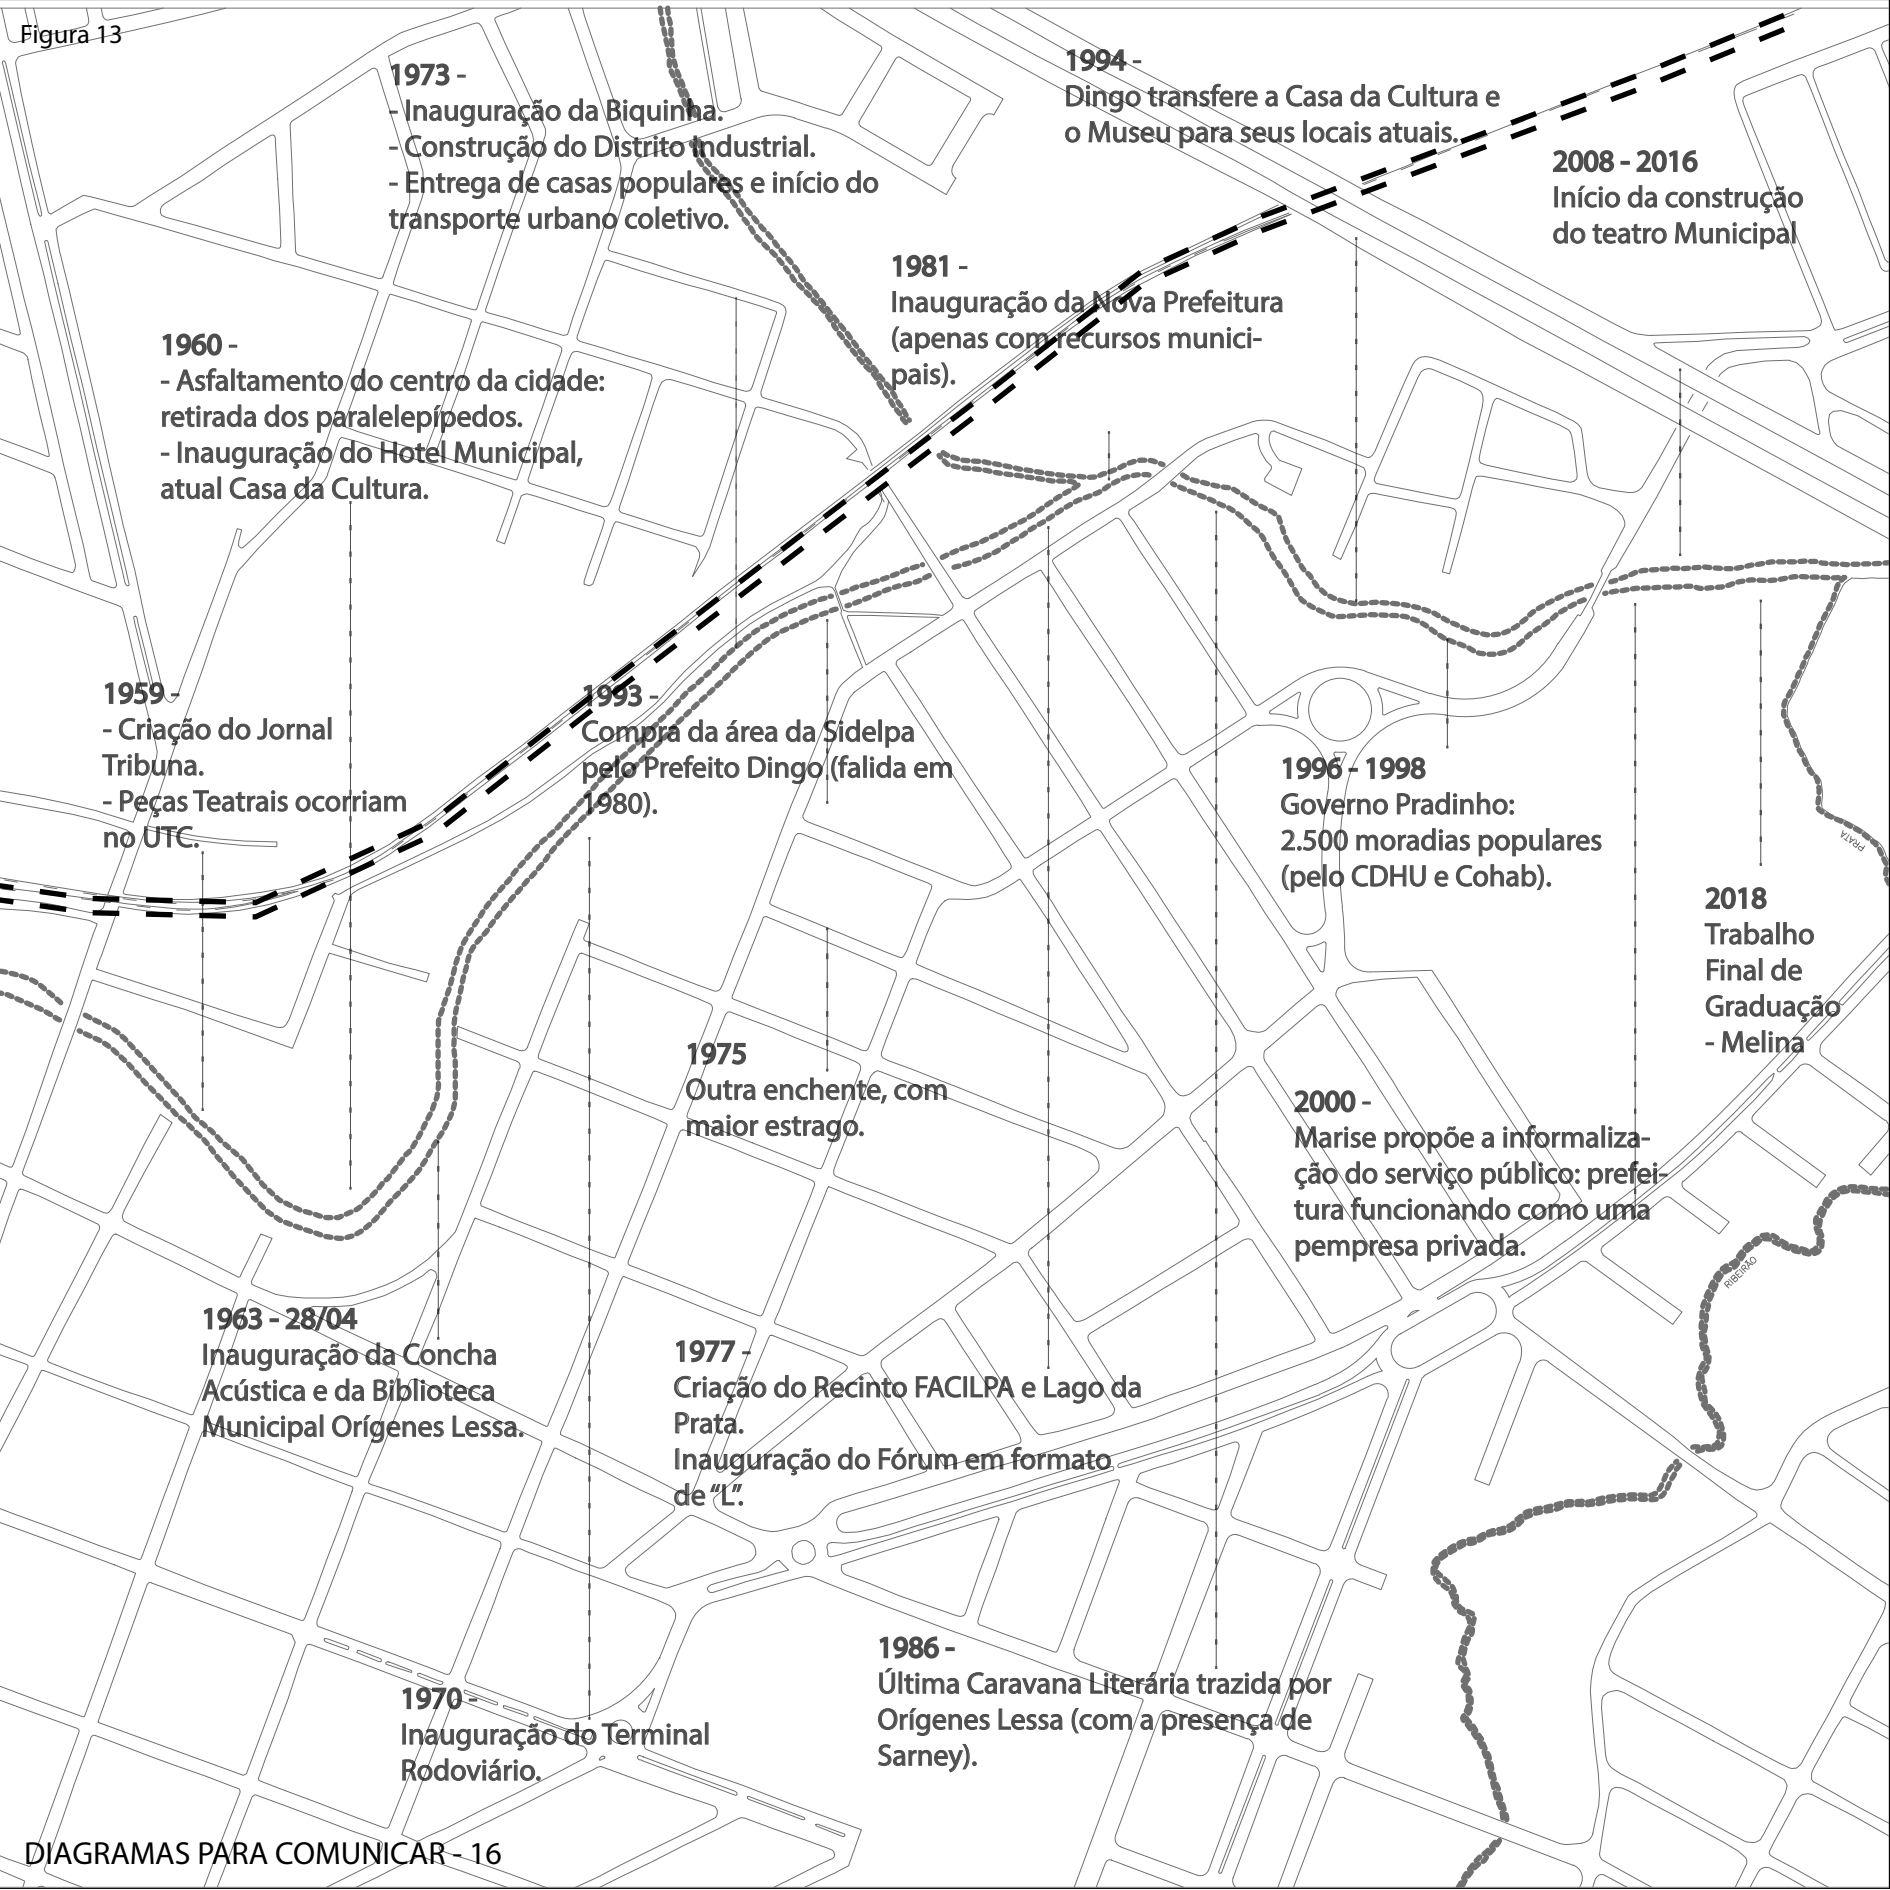 Figura 13
1973 -
- Inauguração da Biquinha.
- Construção do Distrito Industrial.
- Entrega de casas populares e início do
transporte urbano coletivo.
1994 -
Dingo transfere a Casa da Cultura e
o Museu para seus locais atuais.
2008 - 2016
Início da construção
do teatro Municipal
1981 -
Inauguração da Nova Prefeitura
(apenas com recursos munici-
pais).
1960 -
- Asfaltamento do centro da cidade:
retirada dos paralelepípedos.
- Inauguração do Hotel Municipal,
atual Casa da Cultura.
1959 -
- Criação do Jornal
Tribuna.
- Peças Teatrais ocorriam
no UTC.
1993 -
Compra da área da Sidelpa
pelo Prefeito Dingo (falida em
1980).
1996 - 1998
Governo Pradinho:
2.500 moradias populares
(pelo CDHU e Cohab).
PRATA
2018
Trabalho
Final de
Graduação
- Melina
1975
Outra enchente, com
maior estrago.
2000 -
Marise propõe a informaliza-
ção do serviço público: prefei-
tura funcionando como uma
pempresa privada.
RIBEIRÃO
1963 - 28/04
Inauguração da Concha
Acústica e da Biblioteca
Municipal Orígenes Lessa.
1977 -
Criação do Recinto FACILPA e Lago da
Prata.
Inauguração do Fórum em formato
de “L”.
1986 -
Última Caravana Literária trazida por
Orígenes Lessa (com a presença de
Sarney).
1970 -
Inauguração do Terminal
Rodoviário.
DIAGRAMAS PARA COMUNICAR - 16